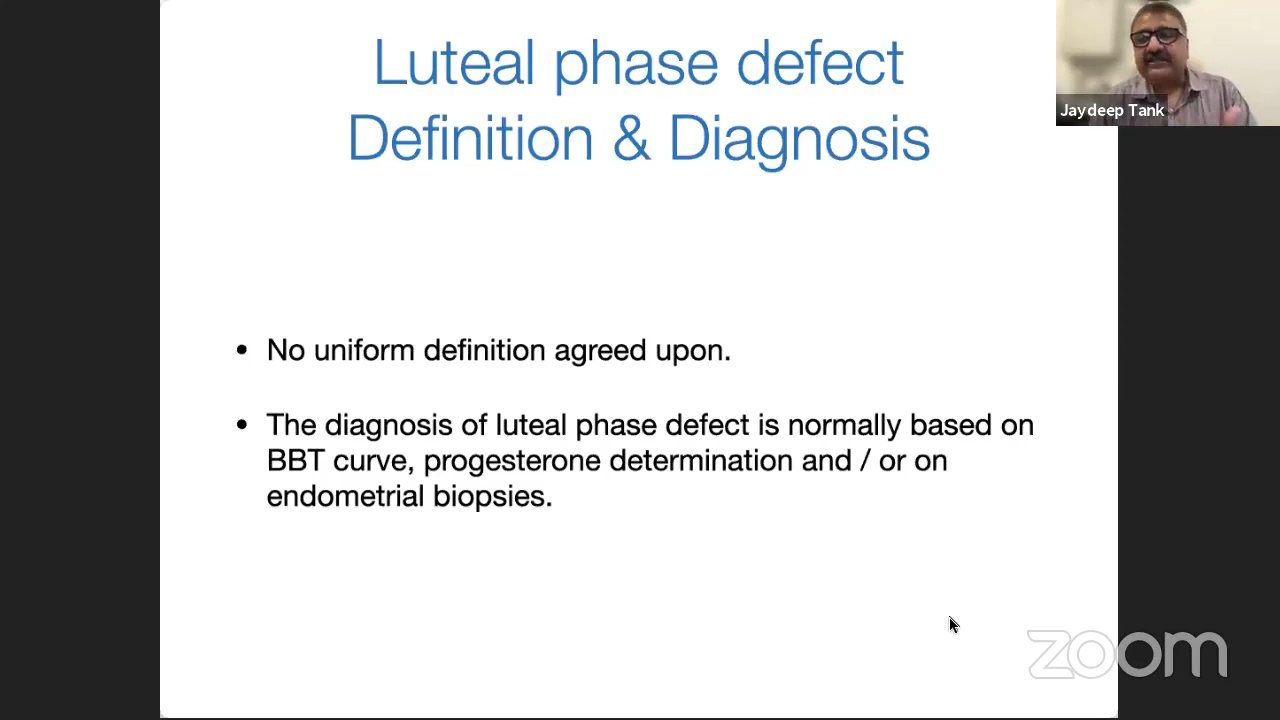 Luteal phase defect
Definition & Diagnosis
Jaydeep Tank
• No uniform definition agreed upon.
• The diagnosis of luteal phase defect is normally based on
BBT curve, progesterone determination and / or on
endometrial biopsies.
zoom